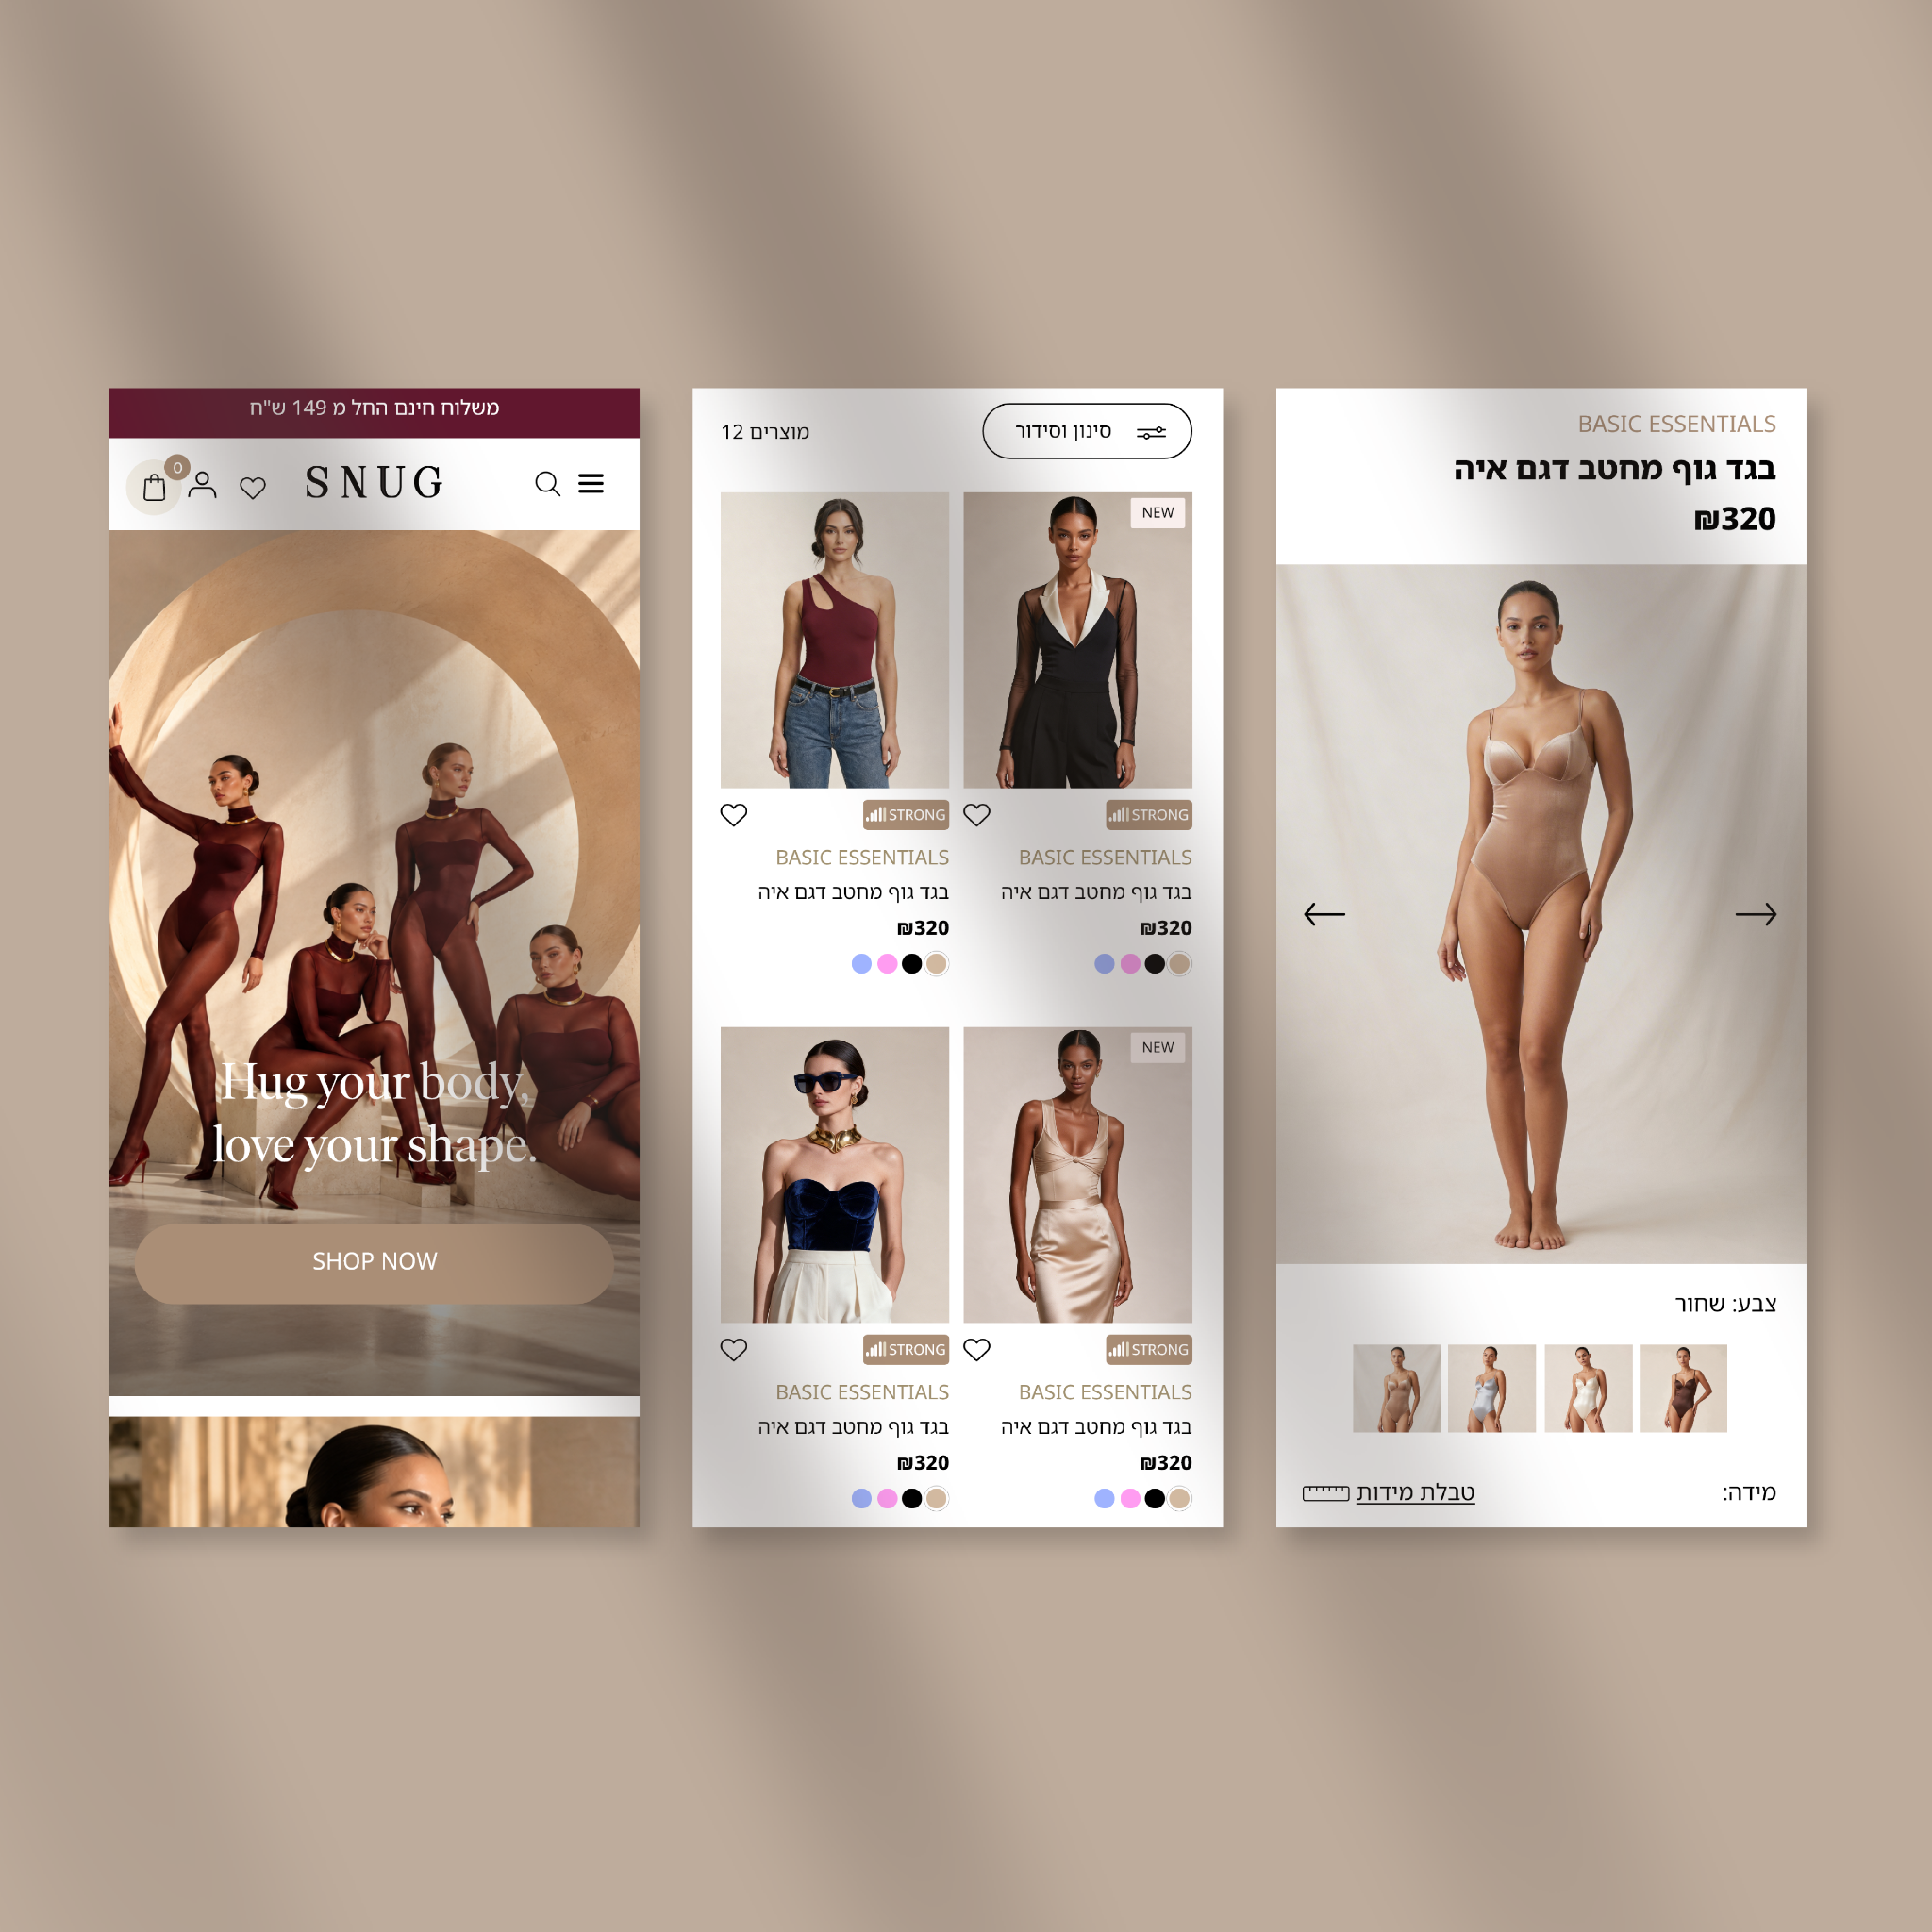 משלוח חינם החל מ 149 ש"ח
0
SNUG
Hug your body,
love your shape.
SHOP NOW
סינון וסידור
מוצרים 12
NEW
STRONG
STRONG
BASIC ESSENTIALS
BASIC ESSENTIALS
בגד גוף מחטב דגם איה
בגד גוף מחטב דגם איה
₪320
₪320
NEW
STRONG
STRONG
BASIC ESSENTIALS
BASIC ESSENTIALS
בגד גוף מחטב דגם איה
בגד גוף מחטב דגם איה
₪320
₪320
BASIC ESSENTIALS
בגד גוף מחטב דגם איה
₪320
צבע: שחור
מידה:
טבלת מידות